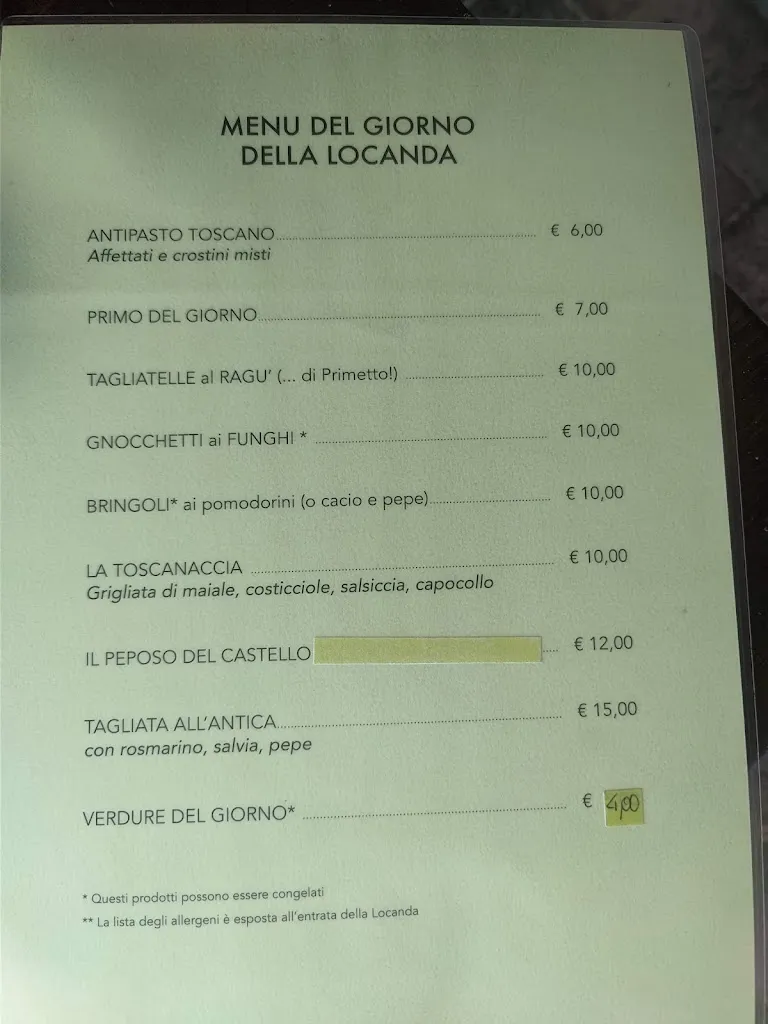 MENU DEL GIORNO
DELLA LOCANDA
ANTIPASTO TOSCANO € 6,00
Affettati e crostini misti
PRIMO DEL GIORNO € 7,00
TAGLIATELLE al RAGU' (... di Primetto!) € 10,00
GNOCCHETTI ai FUNGHI * € 10,00
BRINGOLI* ai pomodorini (o cacio e pepe) € 10,00
LA TOSCANACCIA € 10,00
Grigliata di maiale, costicciole, salsiccia, capocollo
IL PEPOSO DEL CASTELLO € 12,00
TAGLIATA ALL'ANTICA € 15,00
con rosmarino, salvia, pepe
VERDURE DEL GIORNO* € 4,00
* Questi prodotti possono essere congelati
** La lista degli allergeni è esposta all'entrata della Locanda